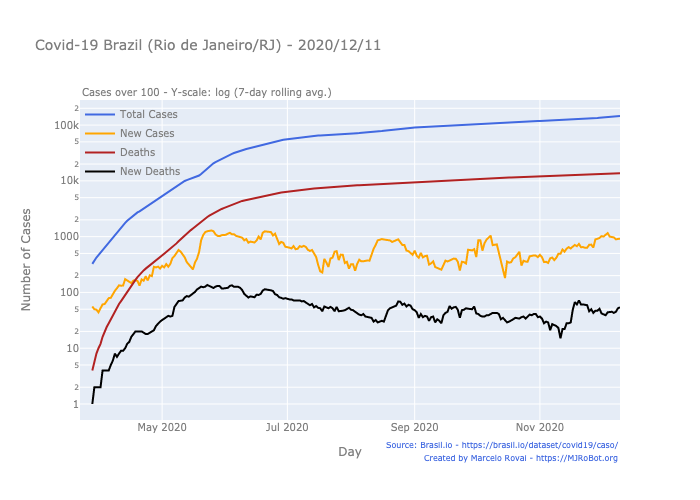 Covid-19 Brazil (Rio de Janeiro/RJ) - 2020/12/11
Cases over 100 - Y-scale: log (7-day rolling avg.)
Total Cases
New Cases
Deaths
New Deaths
2
100k
5
2
10k
5
2
1000
5
2
100
5
2
10
5
2
1
Number of Cases
May 2020
Jul 2020
Sep 2020
Nov 2020
Day
Source: Brasil.io - https://brasil.io/dataset/covid19/caso/
Created by Marcelo Rovai - https://MJRoBot.org